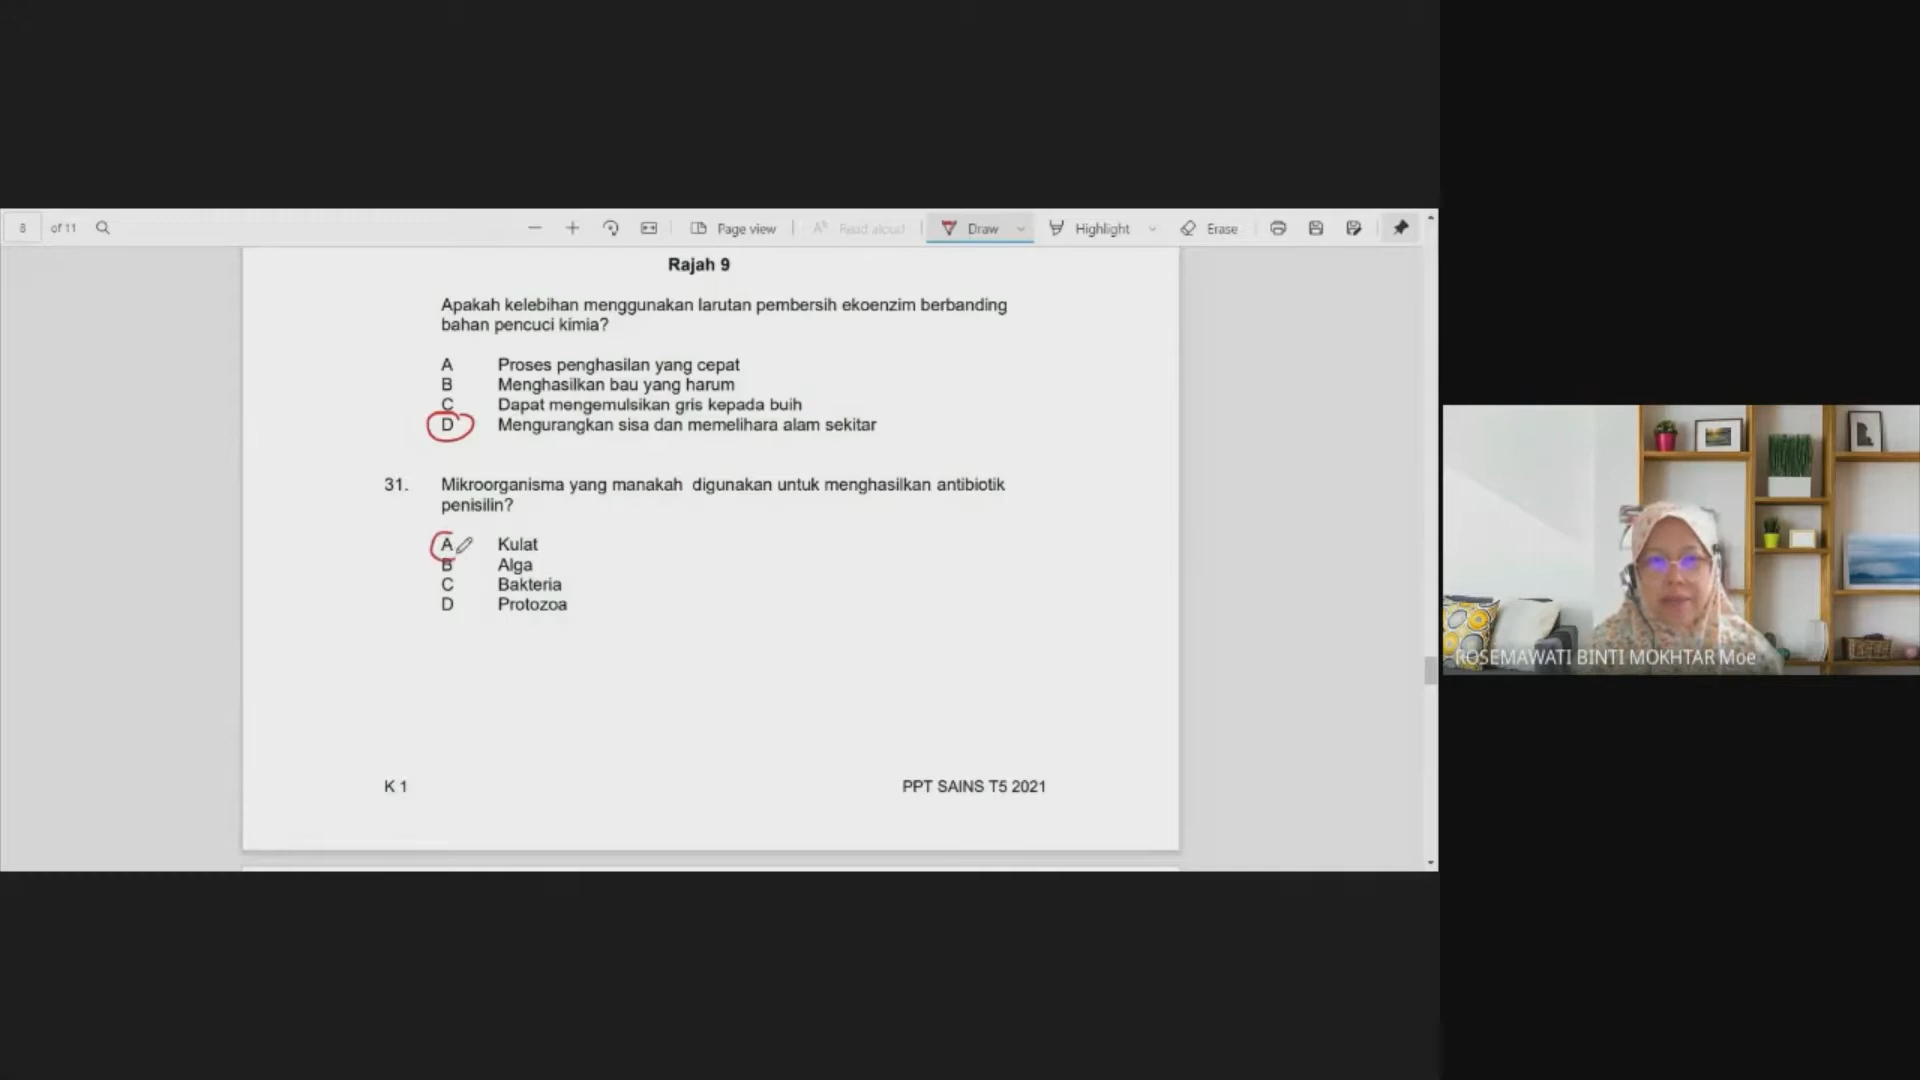 8 of 11 Page view Read aloud Draw Highlight Erase
Rajah 9
Apakah kelebihan menggunakan larutan pembersih ekoenzim berbanding
bahan pencuci kimia?
A Proses penghasilan yang cepat
B Menghasilkan bau yang harum
C Dapat mengemulsikan gris kepada buih
D Mengurangkan sisa dan memelihara alam sekitar
31. Mikroorganisma yang manakah digunakan untuk menghasilkan antibiotik
penisilin?
A Kulat
B Alga
C Bakteria
D Protozoa
K 1 PPT SAINS T5 2021
ROSEMAWATI BINTI MOKHTAR Moe